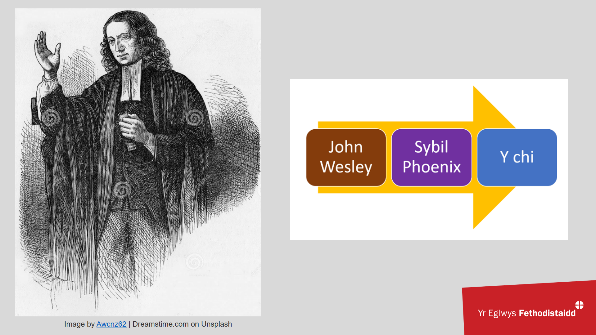 John
Wesley
Sybil
Phoenix
Y chi
Yr Eglwys Fethodistaidd
Image by Awcnz62 | Dreamstime.com on Unsplash